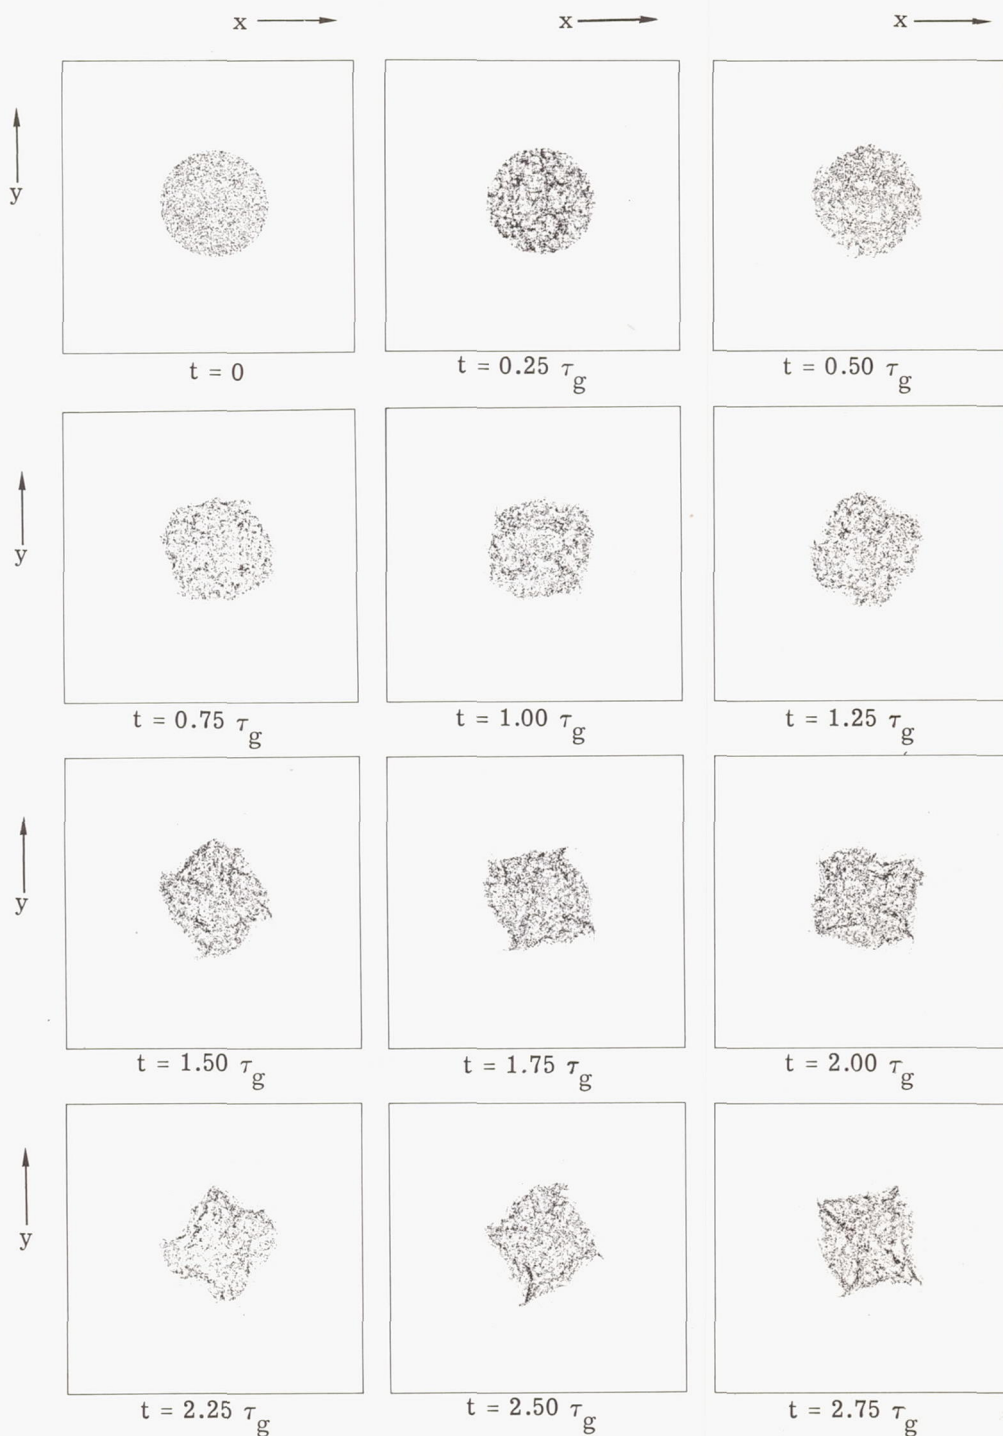 x x x
y
t = 0 t = 0.25 τg t = 0.50 τg
y
t = 0.75 τg t = 1.00 τg t = 1.25 τg
y
t = 1.50 τg t = 1.75 τg t = 2.00 τg
y
t = 2.25 τg t = 2.50 τg t = 2.75 τg